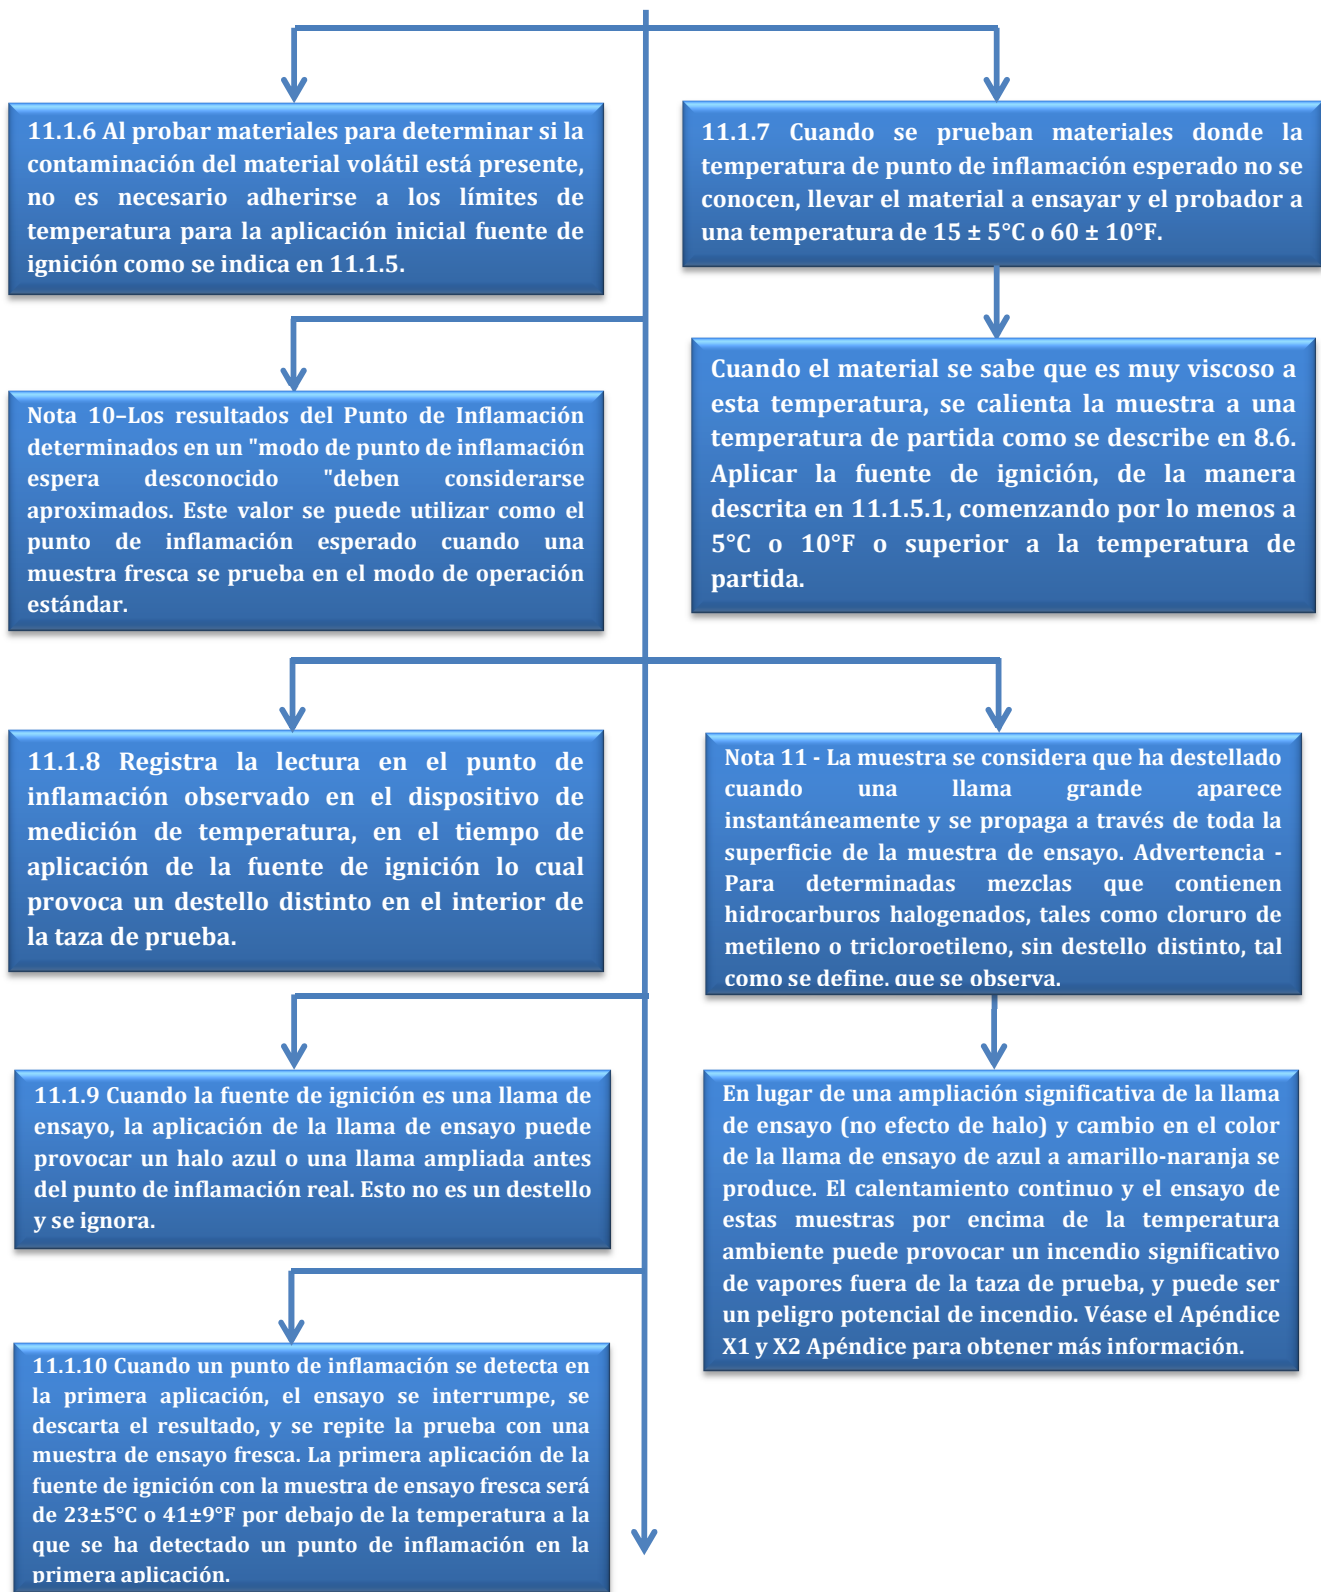 11.1.6 Al probar materiales para determinar si la
contaminación del material volátil está presente,
no es necesario adherirse a los límites de
temperatura para la aplicación inicial fuente de
ignición como se indica en 11.1.5.
11.1.7 Cuando se prueban materiales donde la
temperatura de punto de inflamación esperado no se
conocen, llevar el material a ensayar y el probador a
una temperatura de 15 ± 5°C o 60 ± 10°F.
Cuando el material se sabe que es muy viscoso a
esta temperatura, se calienta la muestra a una
temperatura de partida como se describe en 8.6.
Aplicar la fuente de ignición, de la manera
descrita en 11.1.5.1, comenzando por lo menos a
5°C o 10°F o superior a la temperatura de
partida.
Nota 10–Los resultados del Punto de Inflamación
determinados en un "modo de punto de inflamación
espera desconocido "deben considerarse
aproximados. Este valor se puede utilizar como el
punto de inflamación esperado cuando una
muestra fresca se prueba en el modo de operación
estándar.
11.1.8 Registra la lectura en el punto de
inflamación observado en el dispositivo de
medición de temperatura, en el tiempo de
aplicación de la fuente de ignición lo cual
provoca un destello distinto en el interior de
la taza de prueba.
Nota 11 - La muestra se considera que ha destellado
cuando una llama grande aparece
instantáneamente y se propaga a través de toda la
superficie de la muestra de ensayo. Advertencia -
Para determinadas mezclas que contienen
hidrocarburos halogenados, tales como cloruro de
metileno o tricloroetileno, sin destello distinto, tal
como se define, que se observa.
11.1.9 Cuando la fuente de ignición es una llama de
ensayo, la aplicación de la llama de ensayo puede
provocar un halo azul o una llama ampliada antes
del punto de inflamación real. Esto no es un destello
y se ignora.
En lugar de una ampliación significativa de la llama
de ensayo (no efecto de halo) y cambio en el color
de la llama de ensayo de azul a amarillo-naranja se
produce. El calentamiento continuo y el ensayo de
estas muestras por encima de la temperatura
ambiente puede provocar un incendio significativo
de vapores fuera de la taza de prueba, y puede ser
un peligro potencial de incendio. Véase el Apéndice
X1 y X2 Apéndice para obtener más información.
11.1.10 Cuando un punto de inflamación se detecta en
la primera aplicación, el ensayo se interrumpe, se
descarta el resultado, y se repite la prueba con una
muestra de ensayo fresca. La primera aplicación de la
fuente de ignición con la muestra de ensayo fresca será
de 23±5°C o 41±9°F por debajo de la temperatura a la
que se ha detectado un punto de inflamación en la
primera aplicación.